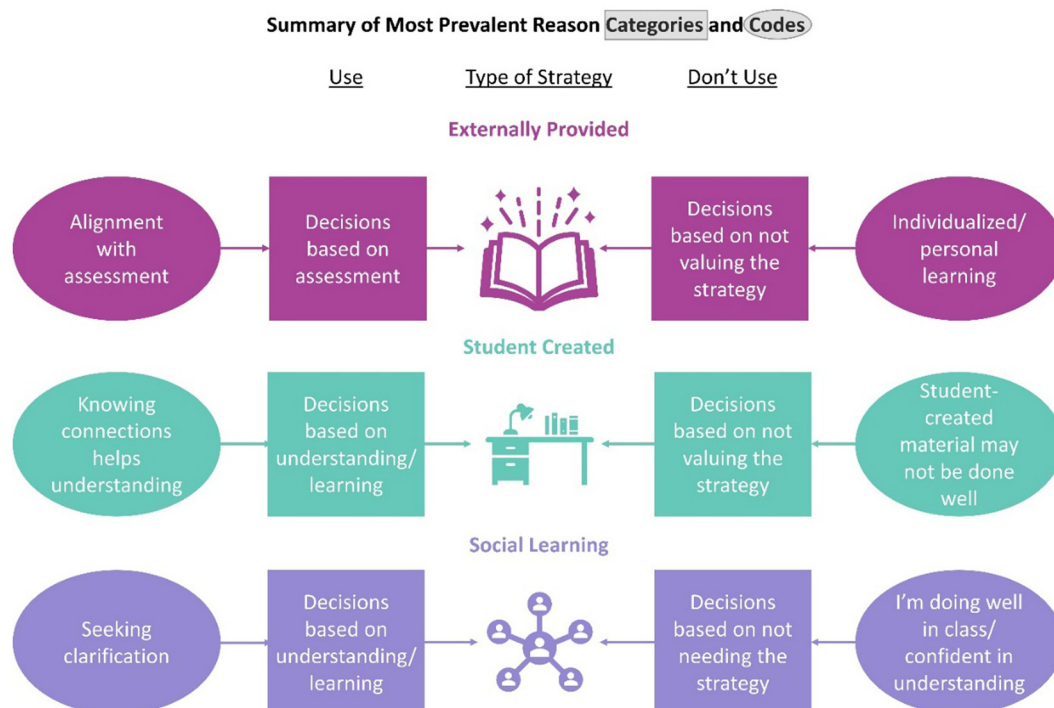 Summary of Most Prevalent Reason Categories and Codes
Use
Type of Strategy
Don't Use
Externally Provided
Alignment
with
assessment
Decisions
based on
assessment
Decisions
based on not
valuing the
strategy
Individualized/
personal
learning
Student Created
Knowing
connections
helps
understanding
Decisions
based on
understanding/
learning
Decisions
based on not
valuing the
strategy
Student-
created
material may
not be done
well
Social Learning
Seeking
clarification
Decisions
based on
understanding/
learning
Decisions
based on not
needing the
strategy
I'm doing well
in class/
confident in
understanding